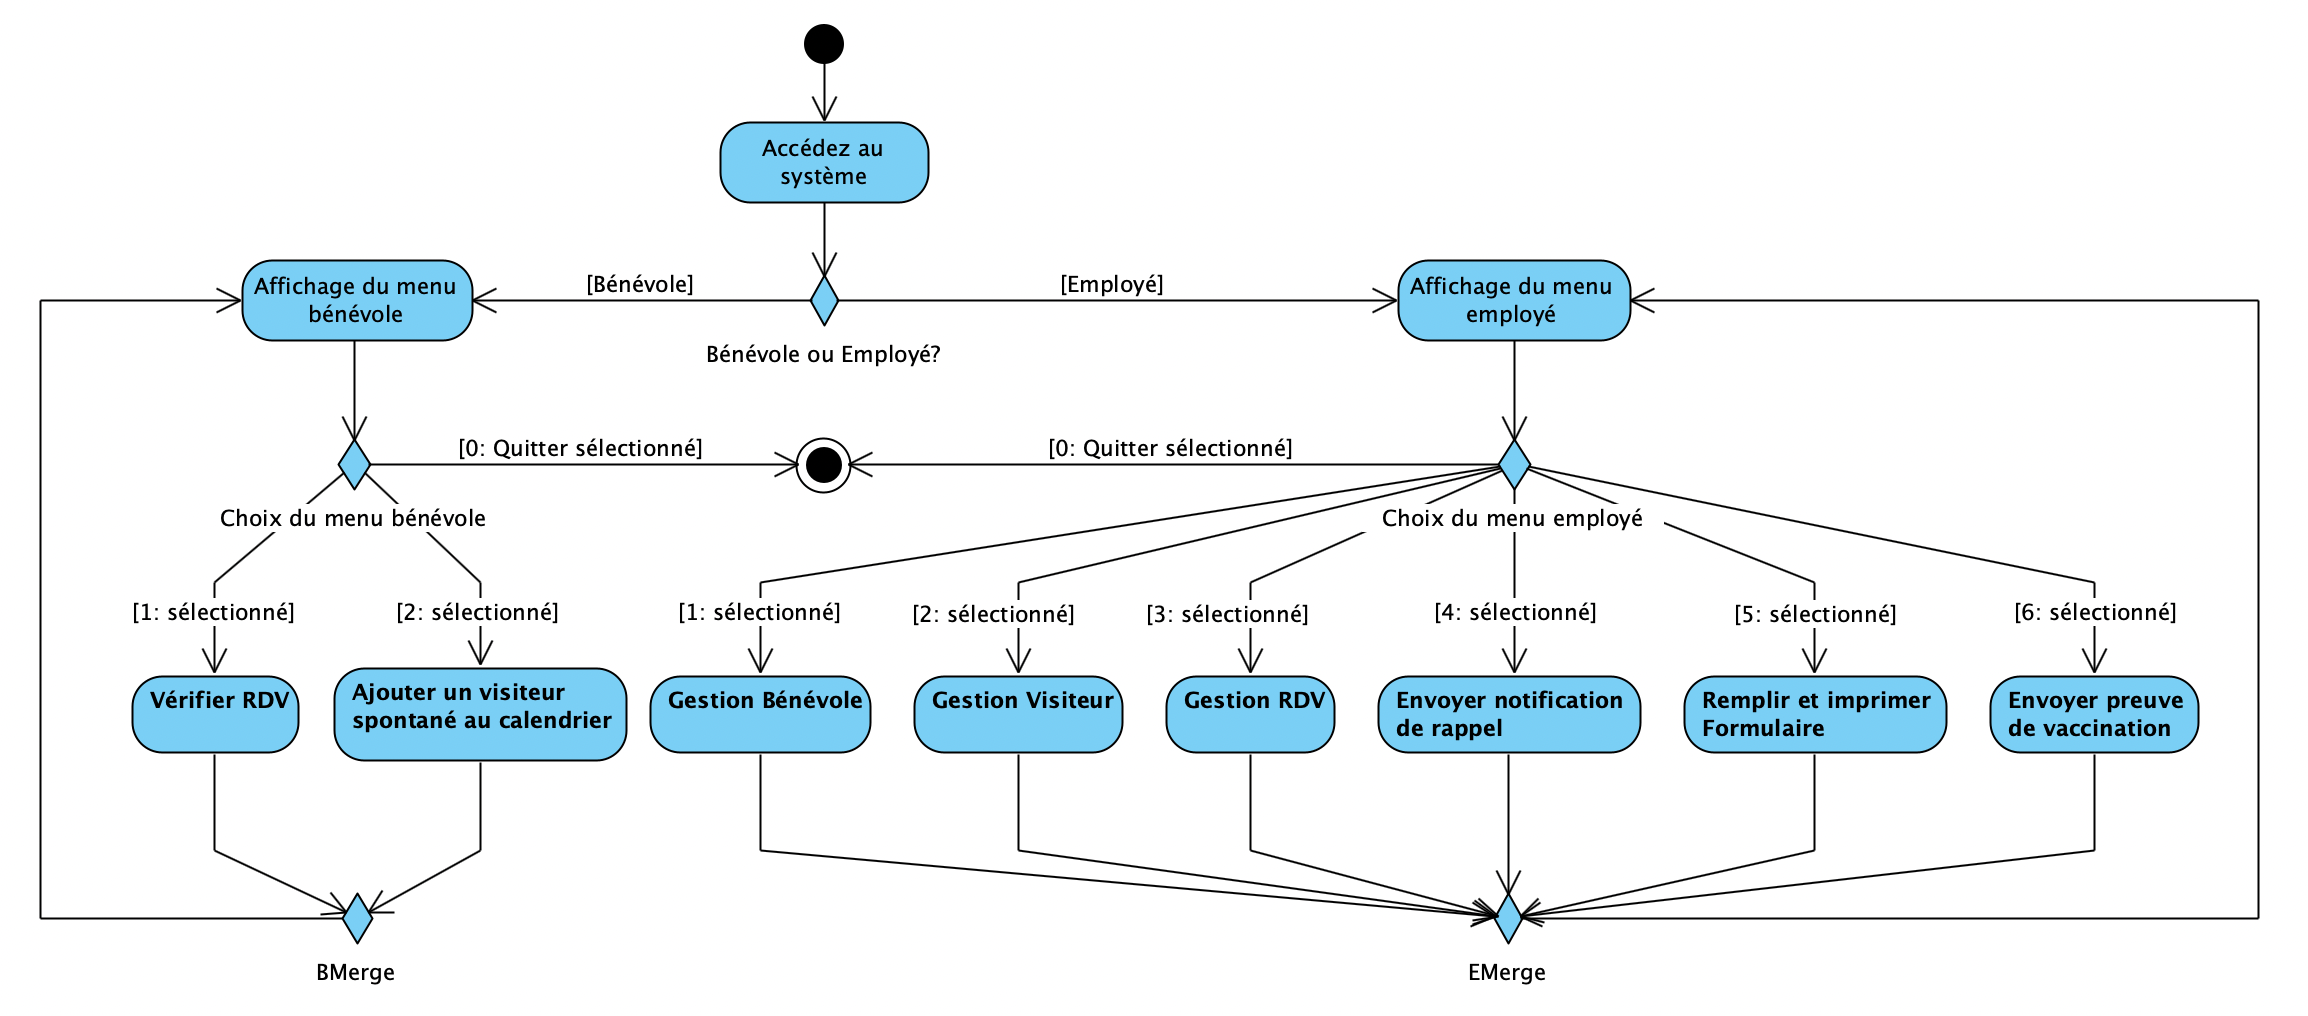 Accédez au
système
Affichage du menu
bénévole
[Bénévole]
[Employé]
Affichage du menu
employé
Bénévole ou Employé?
[0: Quitter sélectionné]
[0: Quitter sélectionné]
Choix du menu bénévole
Choix du menu employé
[1: sélectionné]
[2: sélectionné]
[1: sélectionné]
[2: sélectionné]
[3: sélectionné]
[4: sélectionné]
[5: sélectionné]
[6: sélectionné]
Vérifier RDV
Ajouter un visiteur
spontané au calendrier
Gestion Bénévole
Gestion Visiteur
Gestion RDV
Envoyer notification
de rappel
Remplir et imprimer
Formulaire
Envoyer preuve
de vaccination
BMerge
EMerge